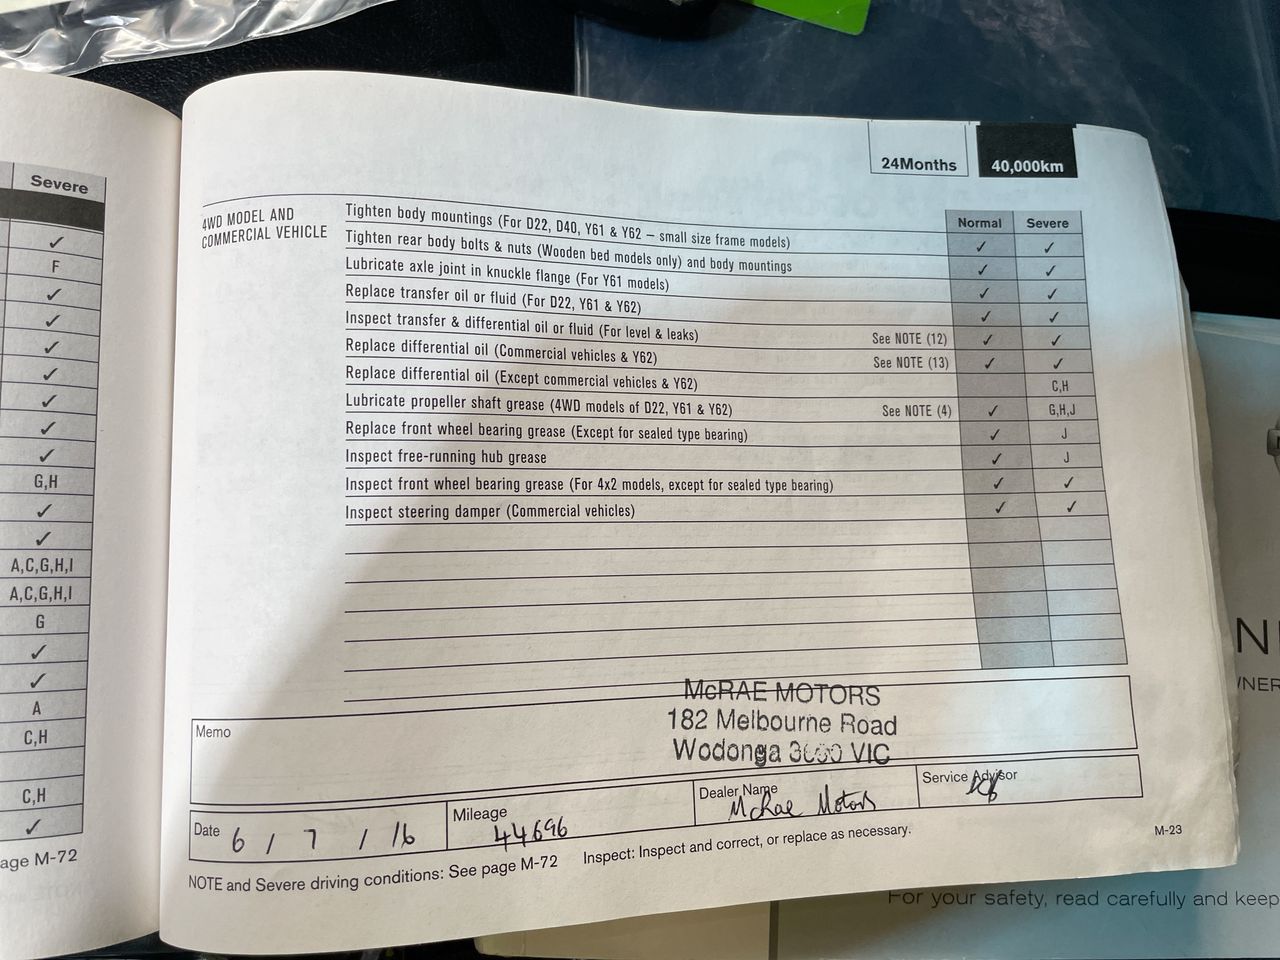 Severe
✓
F
✓
✓
✓
✓
✓
✓
✓
G,H
✓
✓
A,C,G,H,I
A,C,G,H,I
G
✓
✓
A
C,H
C,H
✓
age M-72
24Months 40,000km
4WD MODEL AND
COMMERCIAL VEHICLE
Normal Severe
Tighten body mountings (For D22, D40, Y61 & Y62 – small size frame models) ✓ ✓
Tighten rear body bolts & nuts (Wooden bed models only) and body mountings ✓ ✓
Lubricate axle joint in knuckle flange (For Y61 models) ✓ ✓
Replace transfer oil or fluid (For D22, Y61 & Y62) ✓ ✓
Inspect transfer & differential oil or fluid (For level & leaks) See NOTE (12) ✓ ✓
Replace differential oil (Commercial vehicles & Y62) See NOTE (13) ✓ ✓
Replace differential oil (Except commercial vehicles & Y62) C,H
Lubricate propeller shaft grease (4WD models of D22, Y61 & Y62) See NOTE (4) ✓ G,H,J
Replace front wheel bearing grease (Except for sealed type bearing) ✓ J
Inspect free-running hub grease ✓ J
Inspect front wheel bearing grease (For 4x2 models, except for sealed type bearing) ✓ ✓
Inspect steering damper (Commercial vehicles) ✓ ✓
McRAE MOTORS
182 Melbourne Road
Wodonga VIC
Memo
Date 6 / 7 / 16
Mileage 44696
Dealer Name McRae Motors
Service Advisor
NOTE and Severe driving conditions: See page M-72 Inspect: Inspect and correct, or replace as necessary.
M-23
For your safety, read carefully and keep